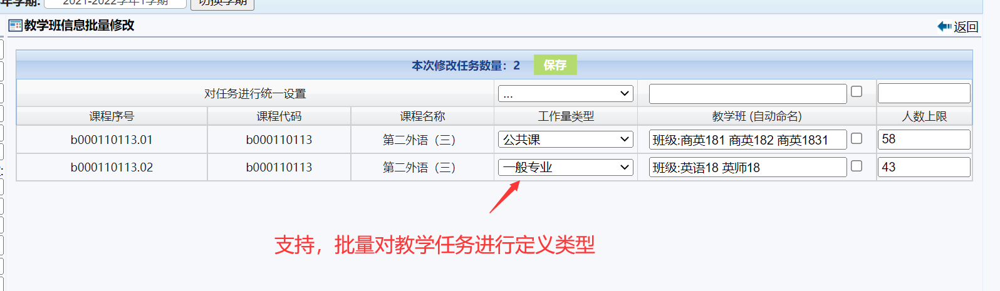 年学期: 2021-2022学年1学期 切换学期
教学班信息批量修改 返回
本次修改任务数量：2 保存
对任务进行统一设置 ...
课程序号 课程代码 课程名称 工作量类型 教学班 (自动命名) 人数上限
b000110113.01 b000110113 第二外语（三） 公共课 班级:商英181 商英182 商英1831 58
b000110113.02 b000110113 第二外语（三） 一般专业 班级:英语18 英师18 43
支持，批量对教学任务进行定义类型